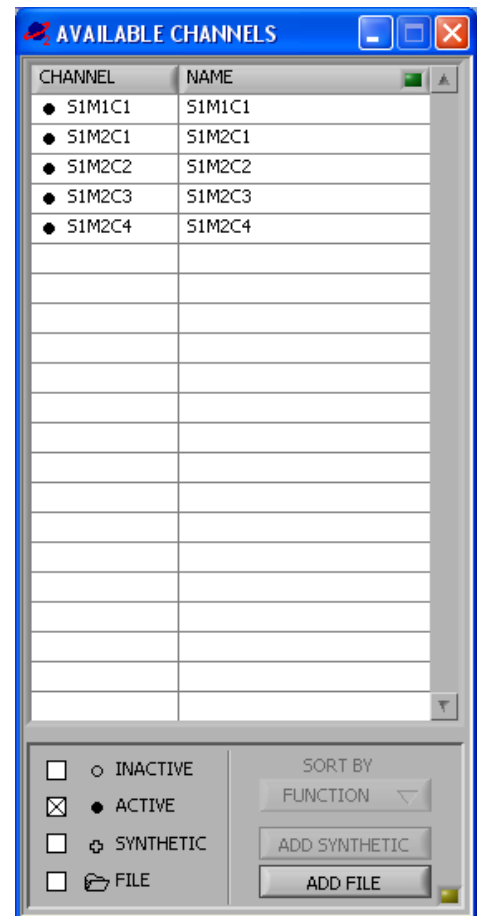 AVAILABLE CHANNELS
CHANNEL NAME
S1M1C1 S1M1C1
S1M2C1 S1M2C1
S1M2C2 S1M2C2
S1M2C3 S1M2C3
S1M2C4 S1M2C4
INACTIVE
ACTIVE
SYNTHETIC
FILE
SORT BY
FUNCTION
ADD SYNTHETIC
ADD FILE